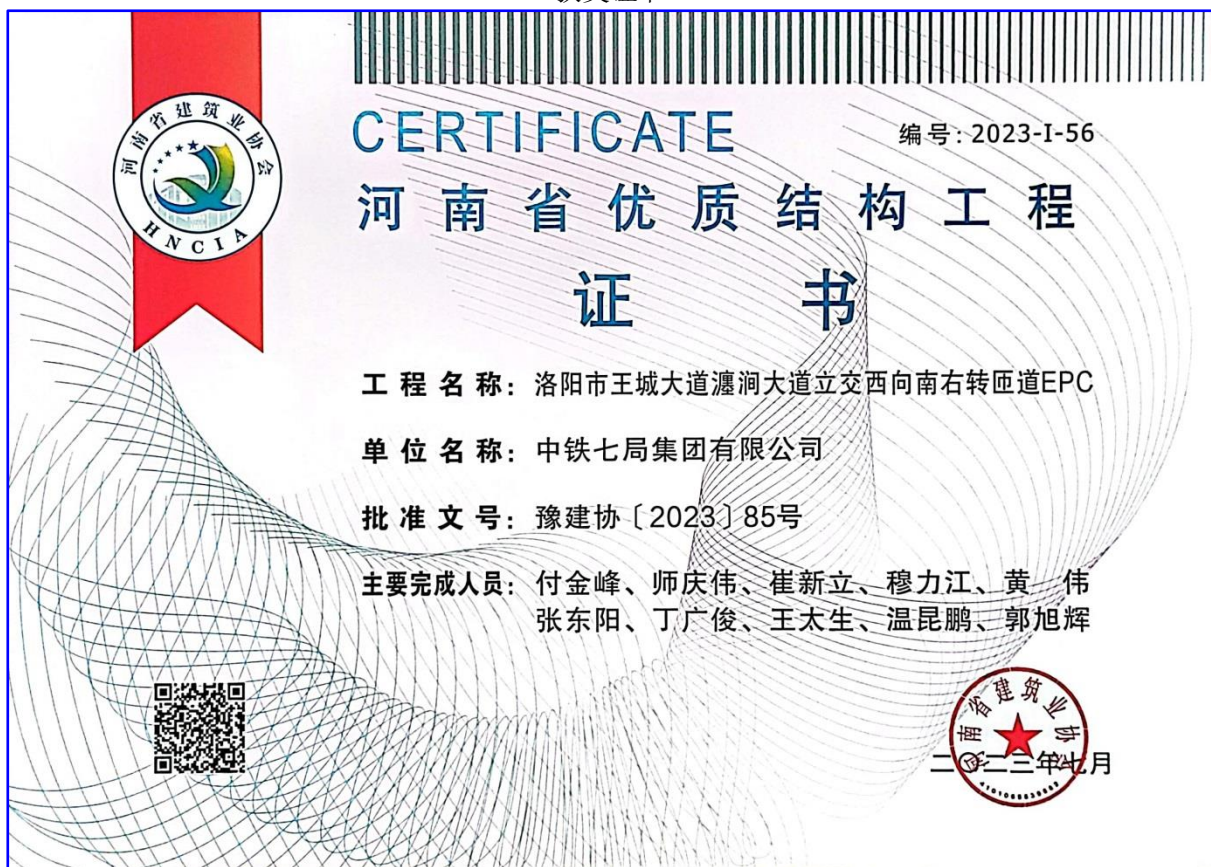 河南省建筑业协会
HNCIA
CERTIFICATE
编号：2023-I-56
河南省优质结构工程
证 书
工程名称：洛阳市王城大道瀍涧大道立交西向南右转匝道EPC
单位名称：中铁七局集团有限公司
批准文号：豫建协〔2023〕85号
主要完成人员：付金峰、师庆伟、崔新立、穆力江、黄 伟
张东阳、丁广俊、王太生、温昆鹏、郭旭辉
河南省建筑业协会
二〇二三年七月